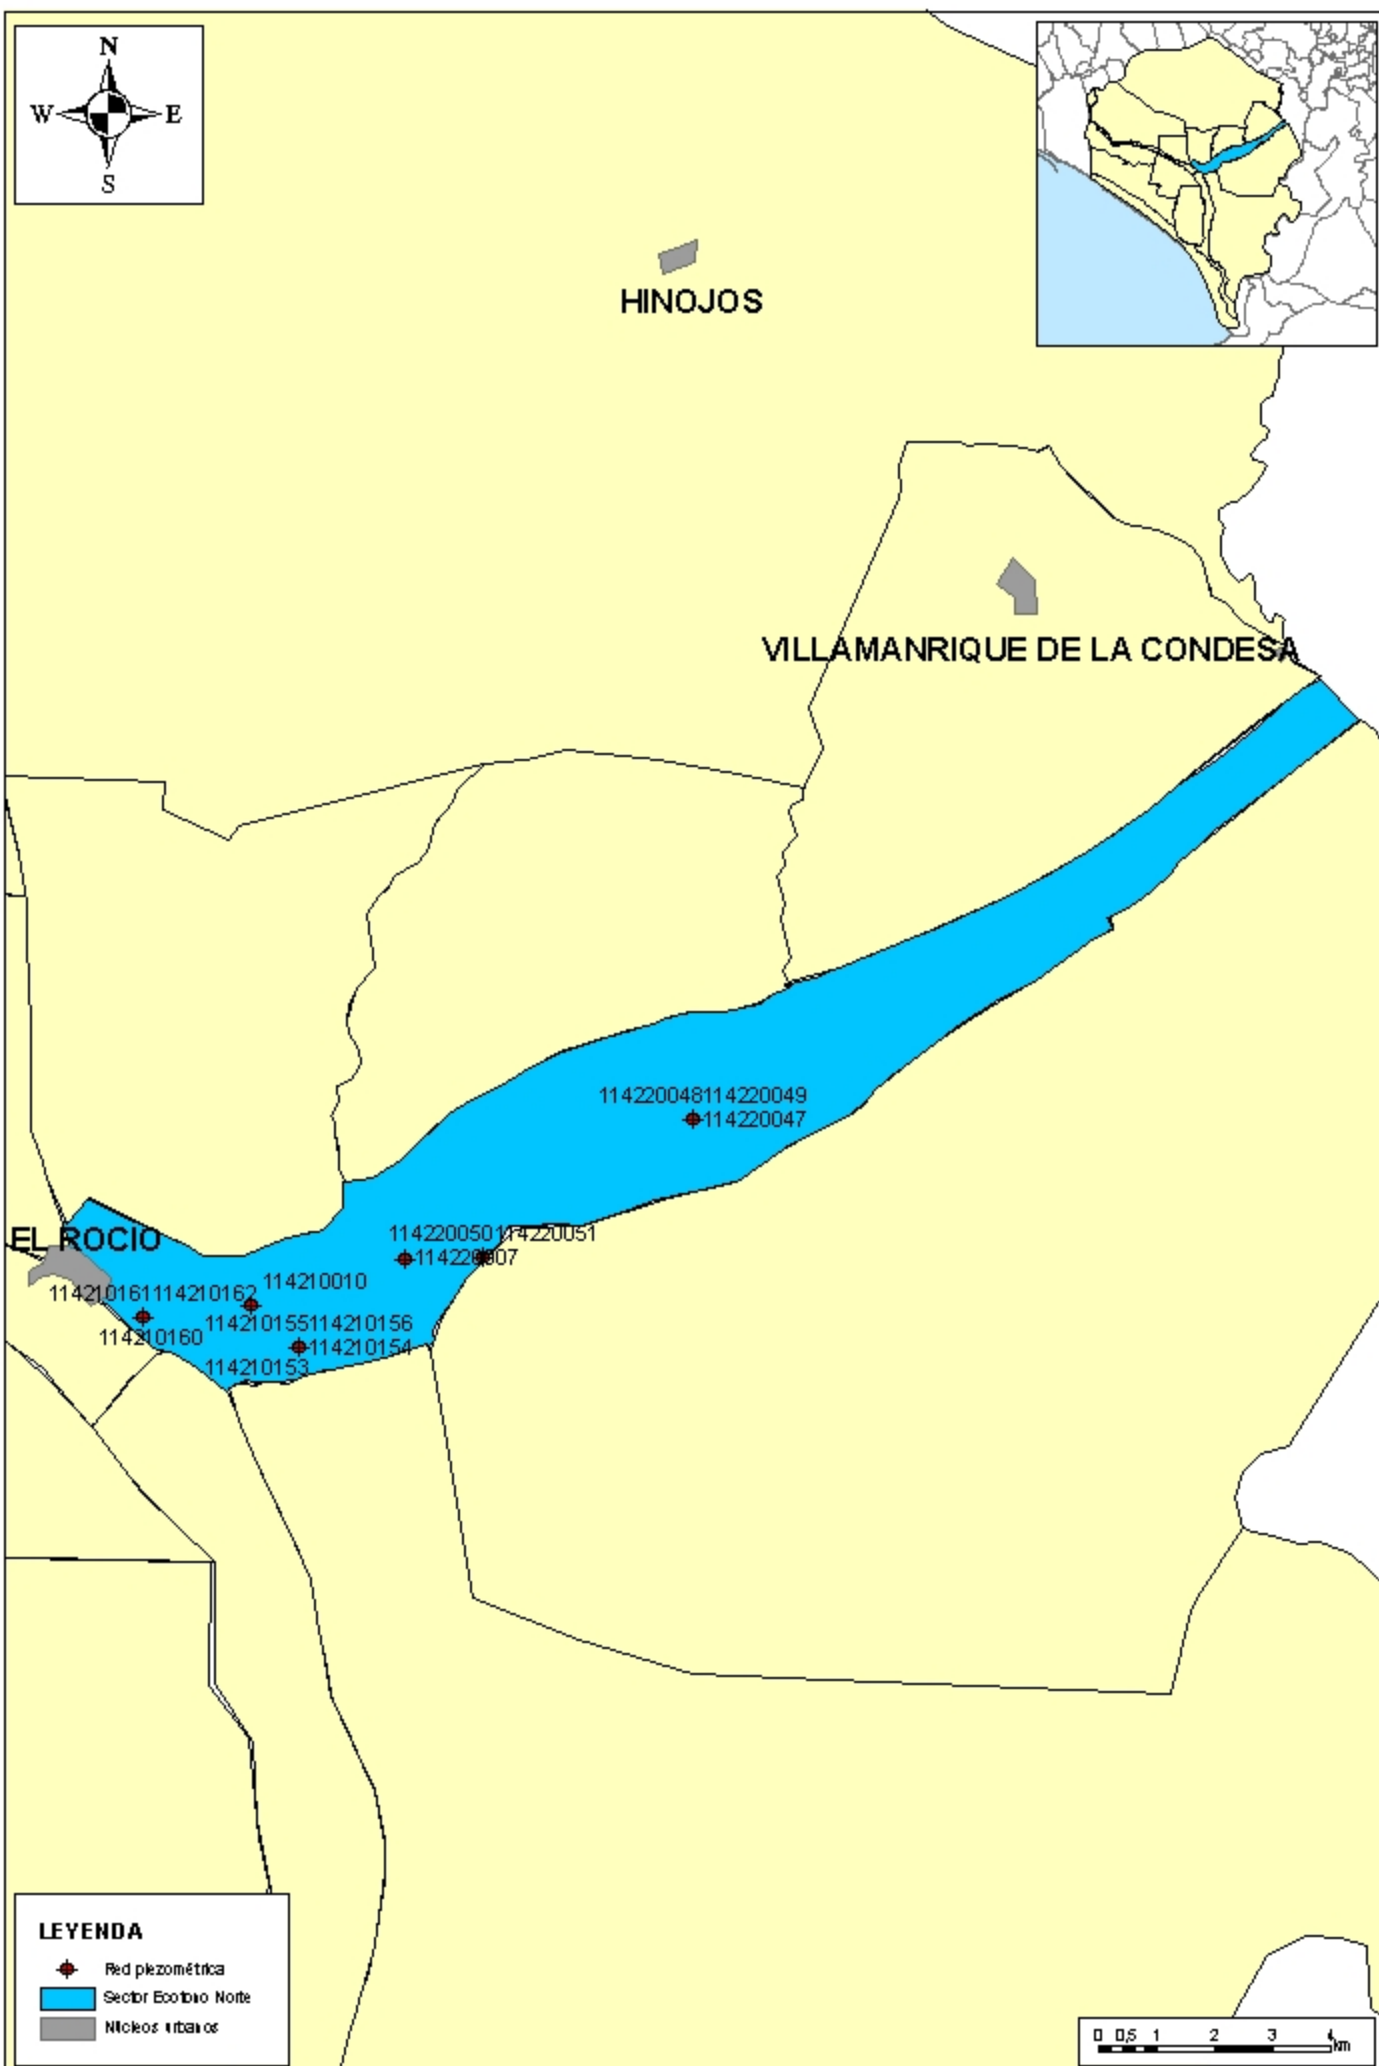 N
W E
S
HINOJOS
VILLAMANRIQUE DE LA CONDESA
114220048114220049
114220047
114220050114220051
114220007
EL ROCIO
114210010
114210161114210162
114210155114210156
114210160
114210154
114210153
LEYENDA
Red piezométrica
Sector Ecotono Norte
Núcleos urbanos
0 0,5 1 2 3 4
km